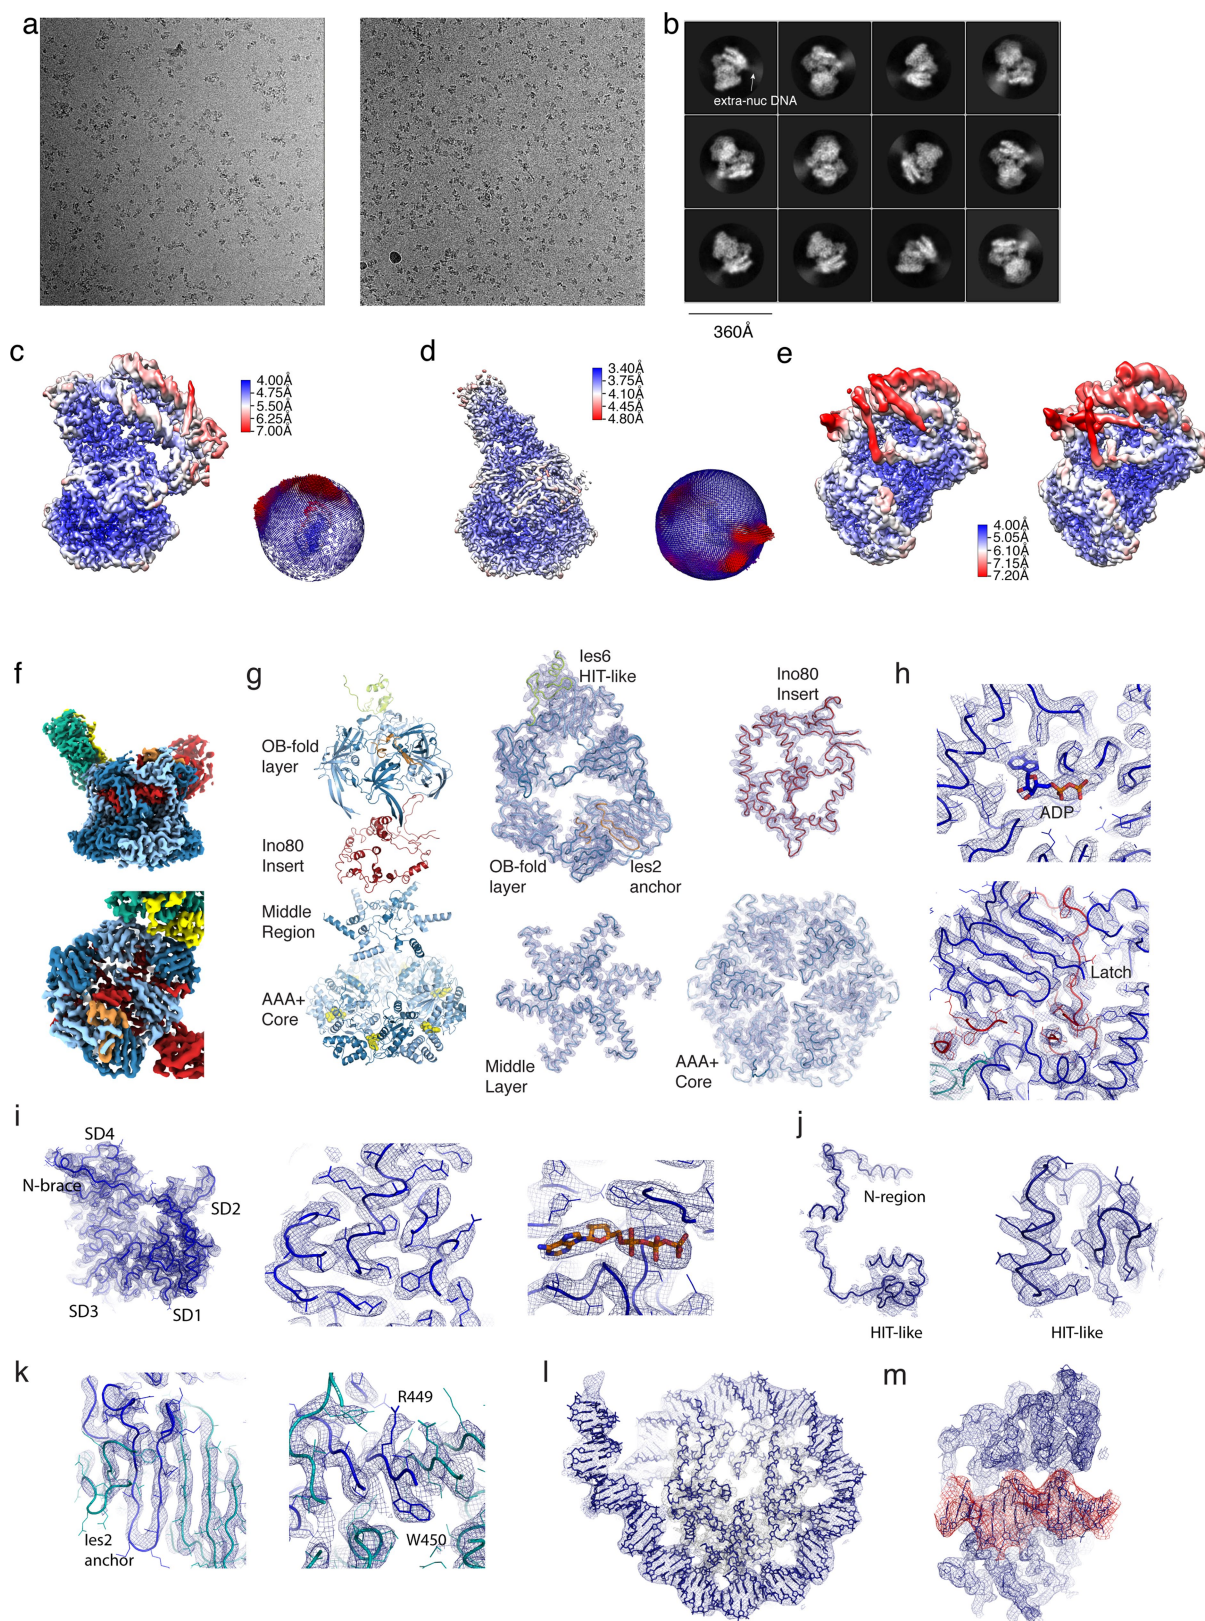 a
b
extra-nuc DNA
360Å
c
4.00Å
4.75Å
5.50Å
6.25Å
7.00Å
d
3.40Å
3.75Å
4.10Å
4.45Å
4.80Å
e
4.00Å
5.05Å
6.10Å
7.15Å
7.20Å
f
g
OB-fold
layer
Ino80
Insert
Middle
Region
AAA+
Core
Ies6
HIT-like
OB-fold
layer
Ies2
anchor
Ino80
Insert
Middle
Layer
AAA+
Core
h
ADP
Latch
i
SD4
N-brace
SD2
SD3
SD1
j
N-region
HIT-like
HIT-like
k
Ies2
anchor
R449
W450
l
m